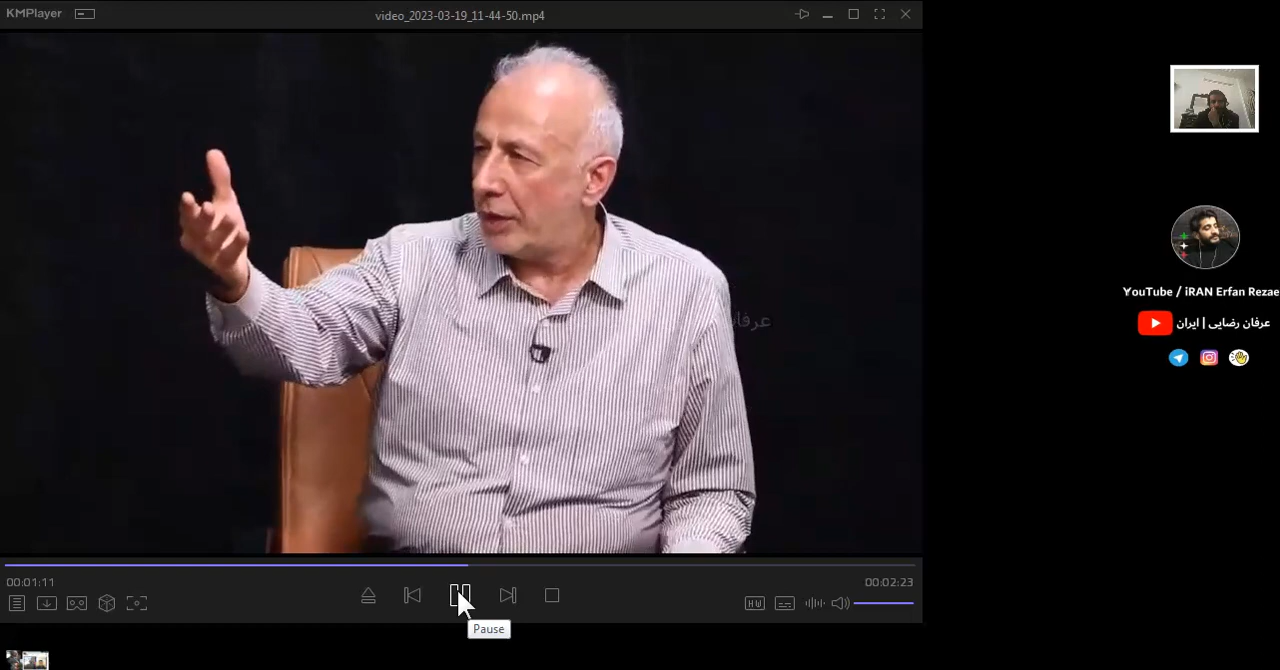 KMPlayer
video_2023-03-19_11-44-50.mp4
عرفان
YouTube / iRAN Erfan Rezae
عرفان رضایی | ایران
00:01:11
00:02:23
Pause